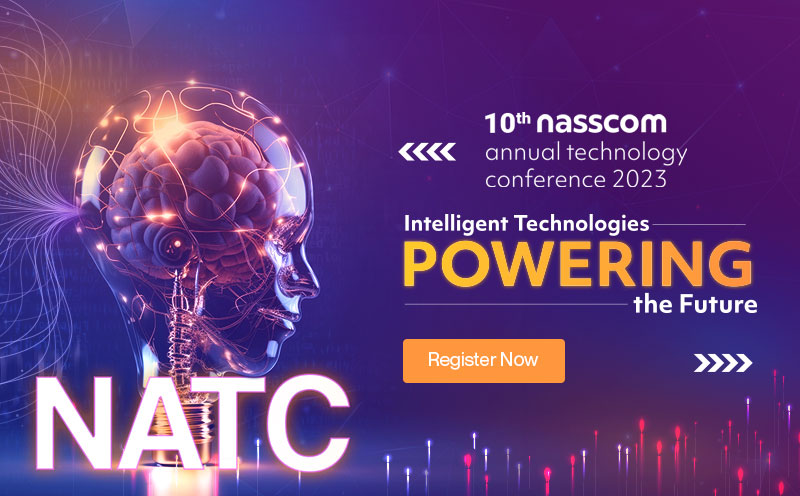 10th nasscom
annual technology
conference 2023
Intelligent Technologies
POWERING
the Future
Register Now
NATC